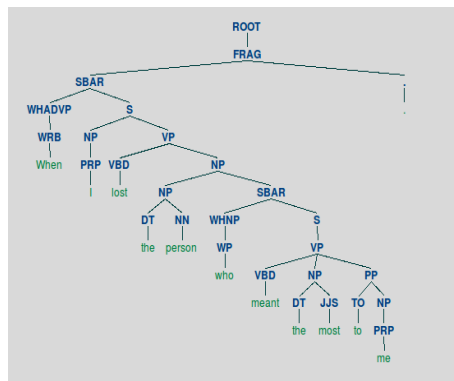 ROOT
FRAG
SBAR .
WHADVP S
WRB NP VP
When PRP VBD NP
I lost NP SBAR
DT NN WHNP S
the person WP VP
who VBD NP PP
meant DT JJS TO NP
the most to PRP
me